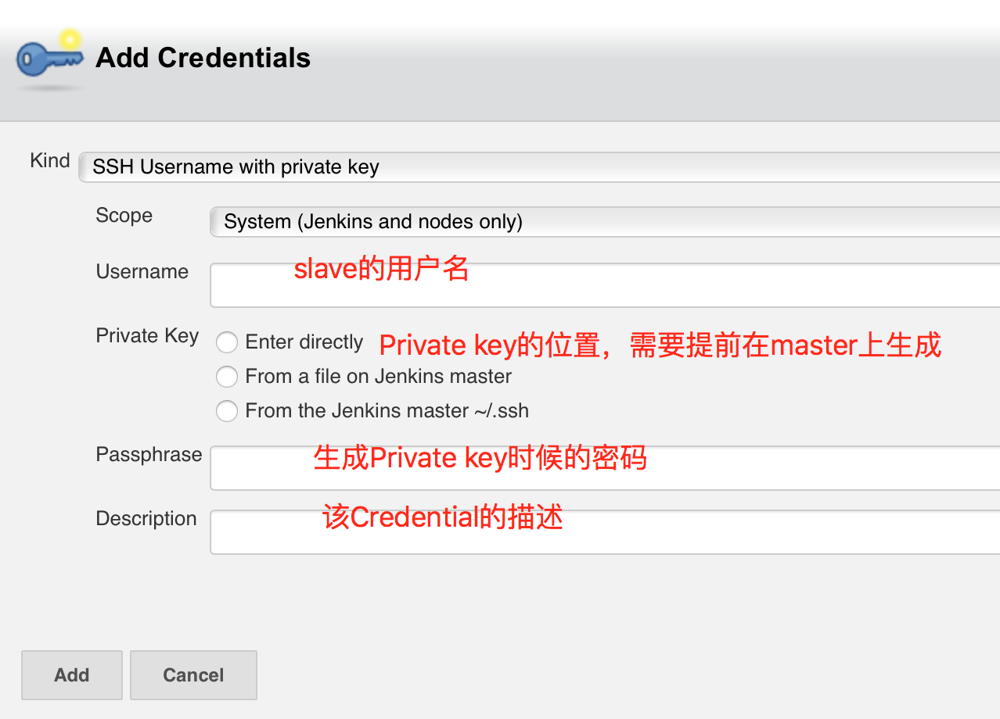 Add Credentials
Kind SSH Username with private key
Scope System (Jenkins and nodes only)
Username slave的用户名
Private Key Enter directly Private key的位置，需要提前在master上生成
From a file on Jenkins master
From the Jenkins master ~/.ssh
Passphrase 生成Private key时候的密码
Description 该Credential的描述
Add Cancel